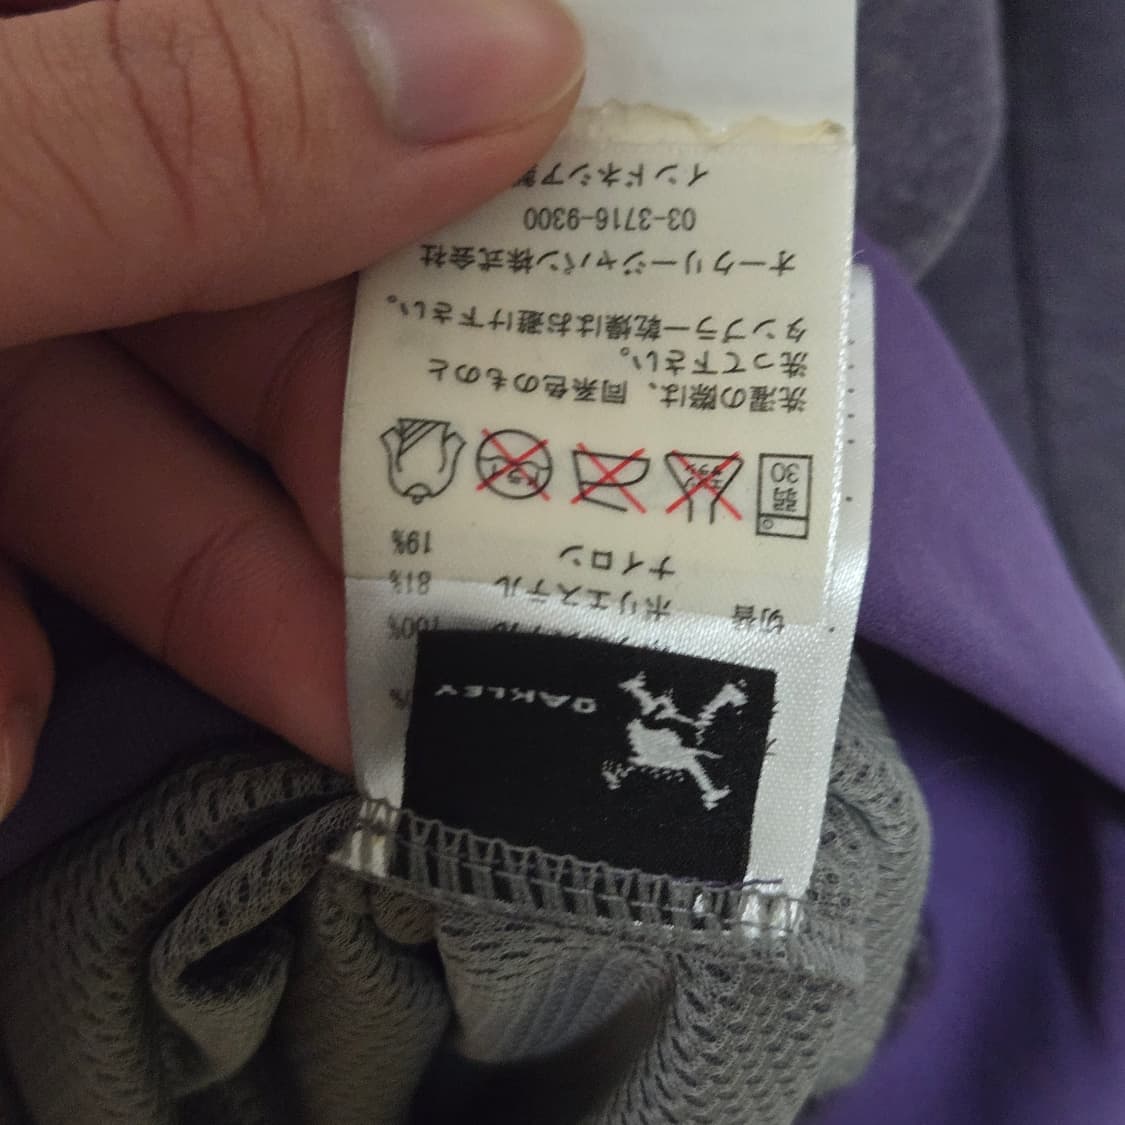 OAKLEY
100%
切替 ポリエステル 81%
ナイロン 19%
30
洗濯の際は、同系色のものと
洗って下さい。
タンブラー乾燥はお避け下さい。
オークリージャパン株式会社
03-3716-9300
インドネシア製